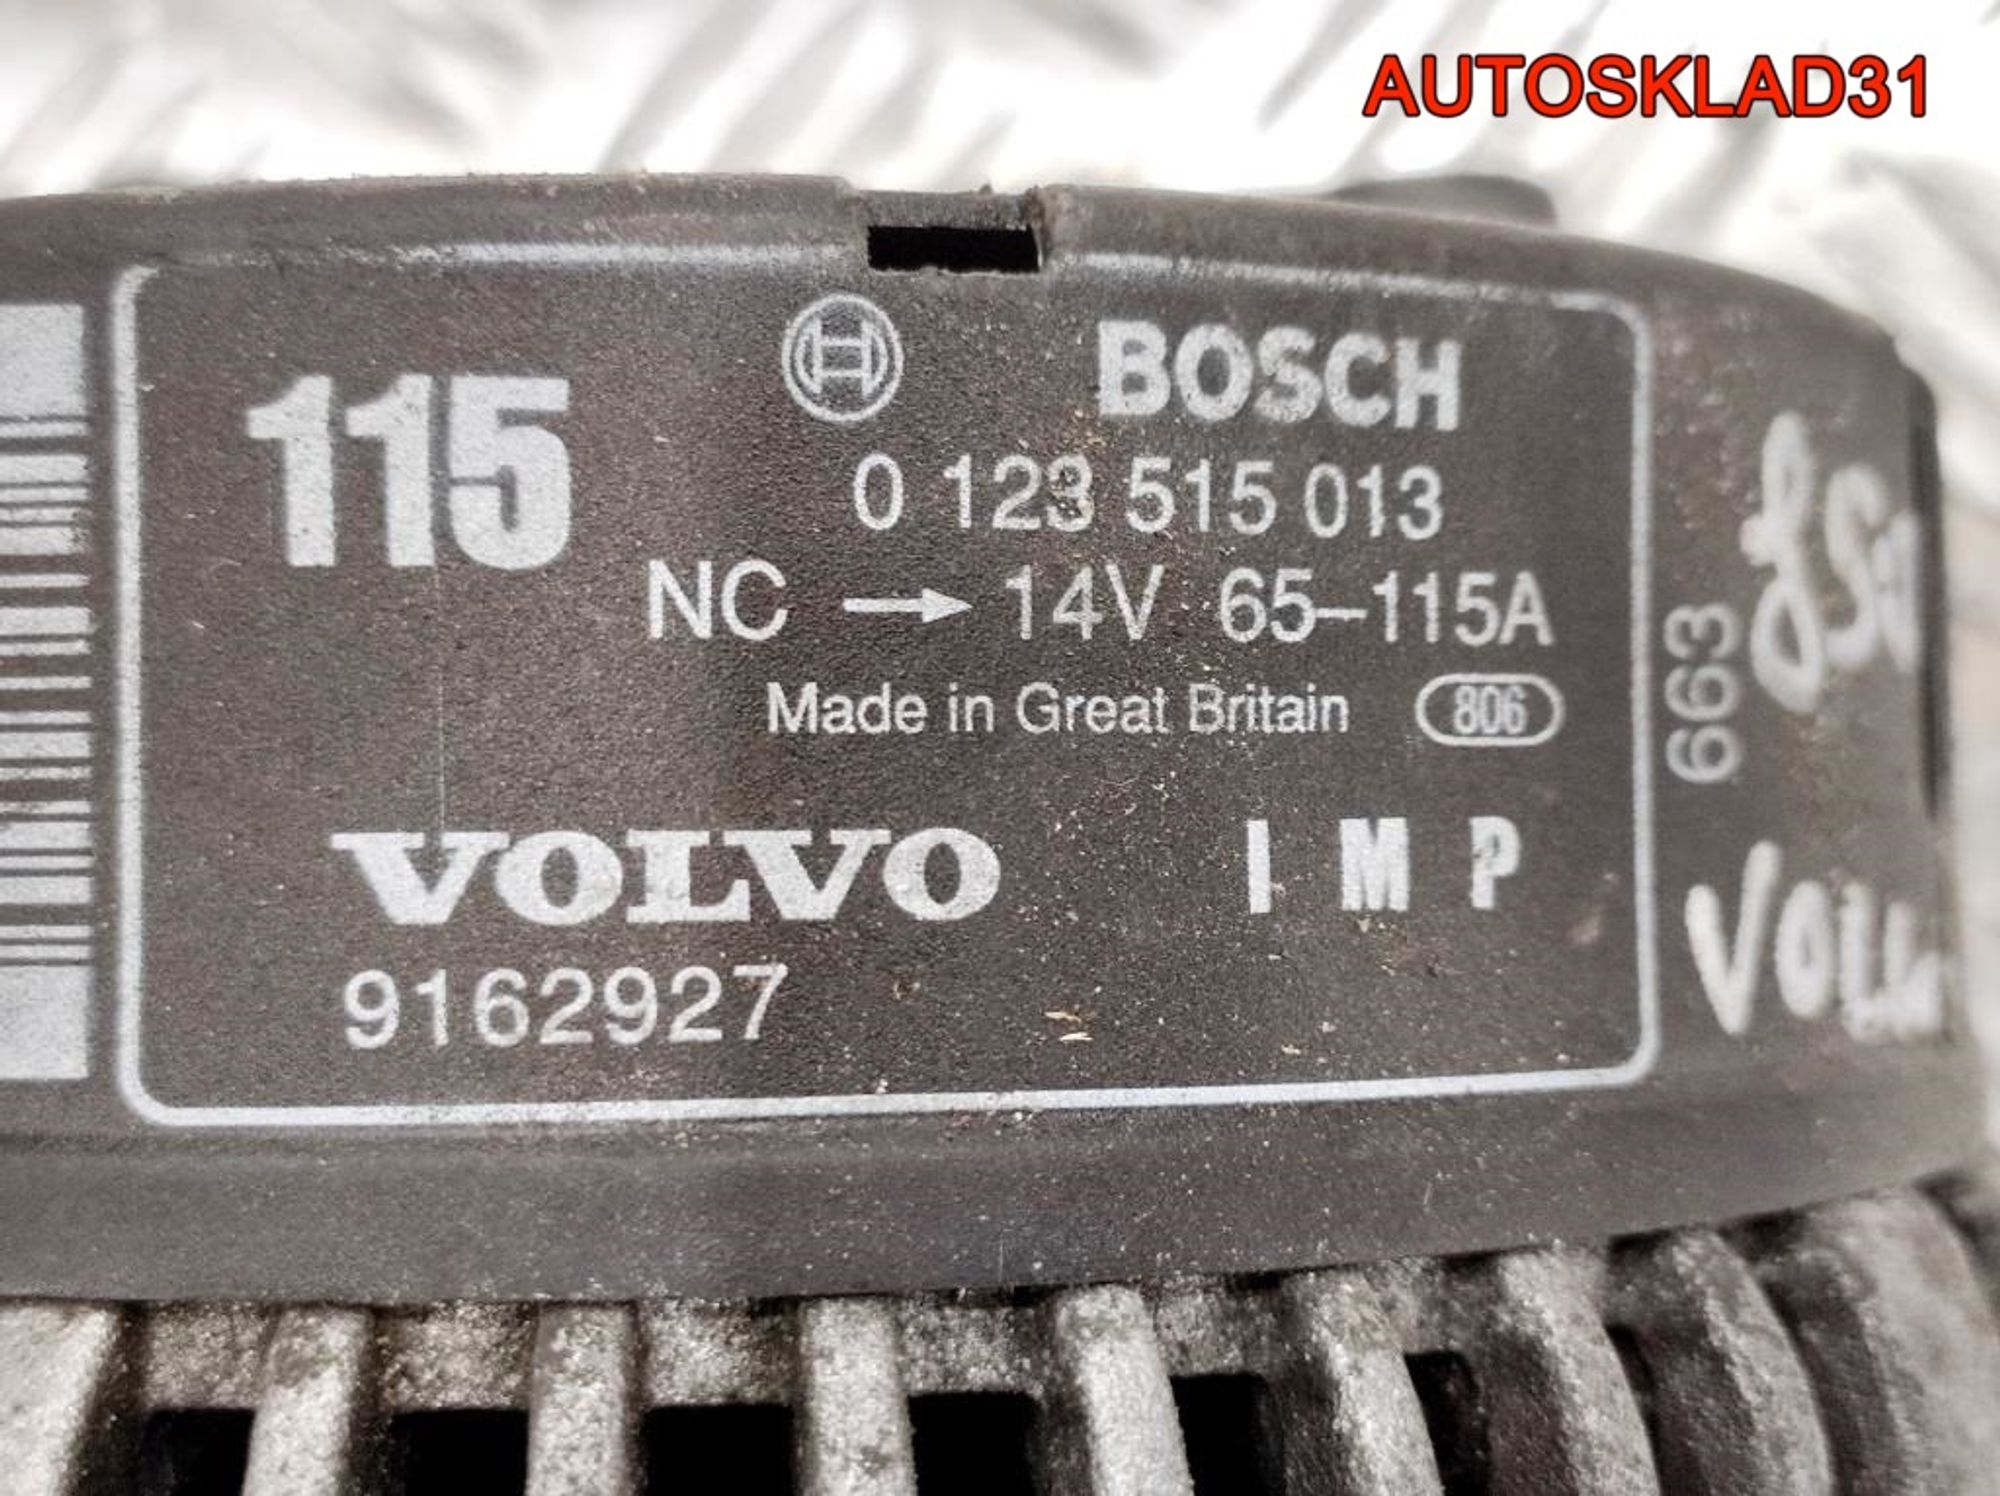 AUTOSKLAD31
115
BOSCH
0 123 515 013
NC → 14V 65-115A
Made in Great Britain 806
VOLVO I M P
9162927
663